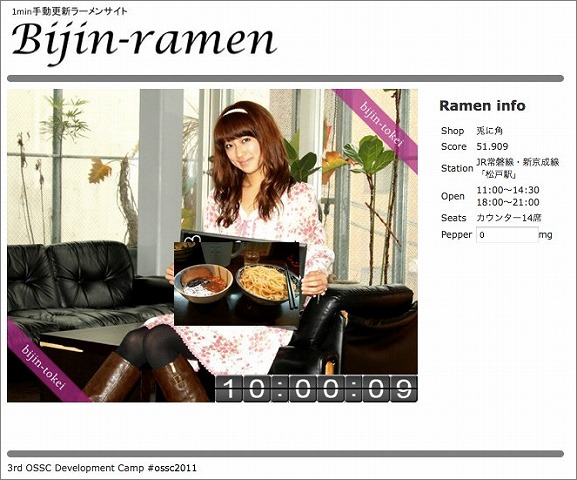 1min手動更新ラーメンサイト
Bijin-ramen
bijin-tokei
Ramen info
Shop 兎に角
Score 51.909
Station JR常磐線・新京成線
「松戸駅」
Open 11:00～14:30
18:00～21:00
Seats カウンター14席
Pepper 0 mg
bijin-tokei
10:00:09
3rd OSSC Development Camp #ossc2011